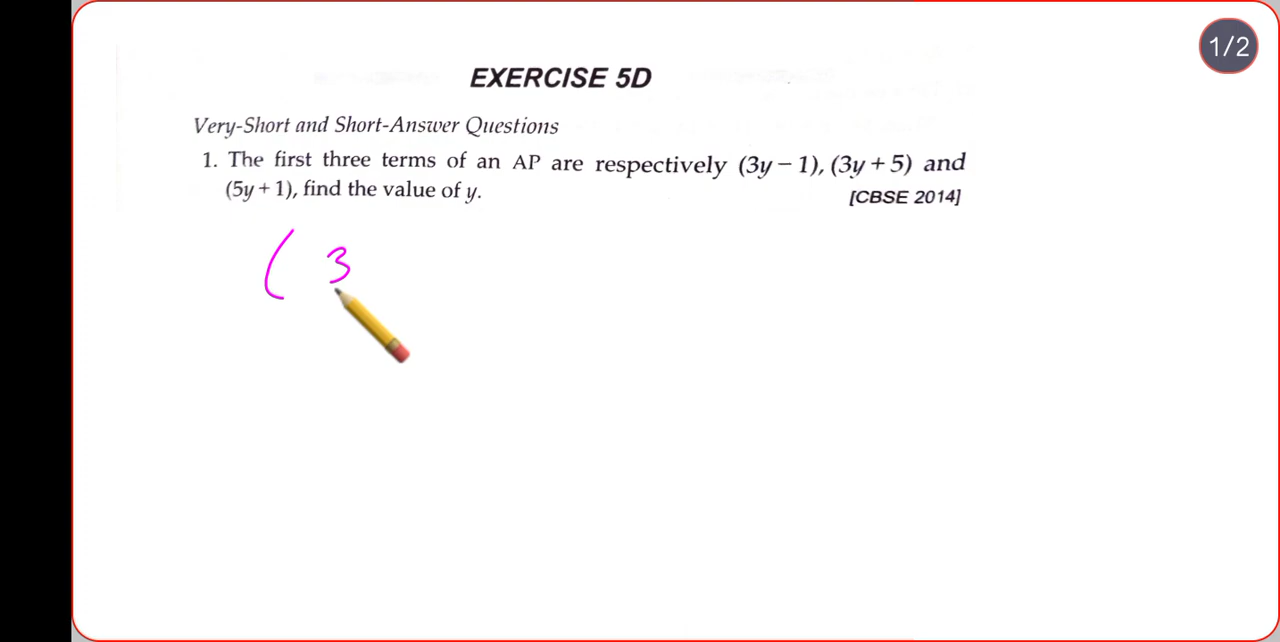 1/2
EXERCISE 5D
Very-Short and Short-Answer Questions
1. The first three terms of an AP are respectively (3y – 1), (3y + 5) and
(5y + 1), find the value of y.
[CBSE 2014]
( 3